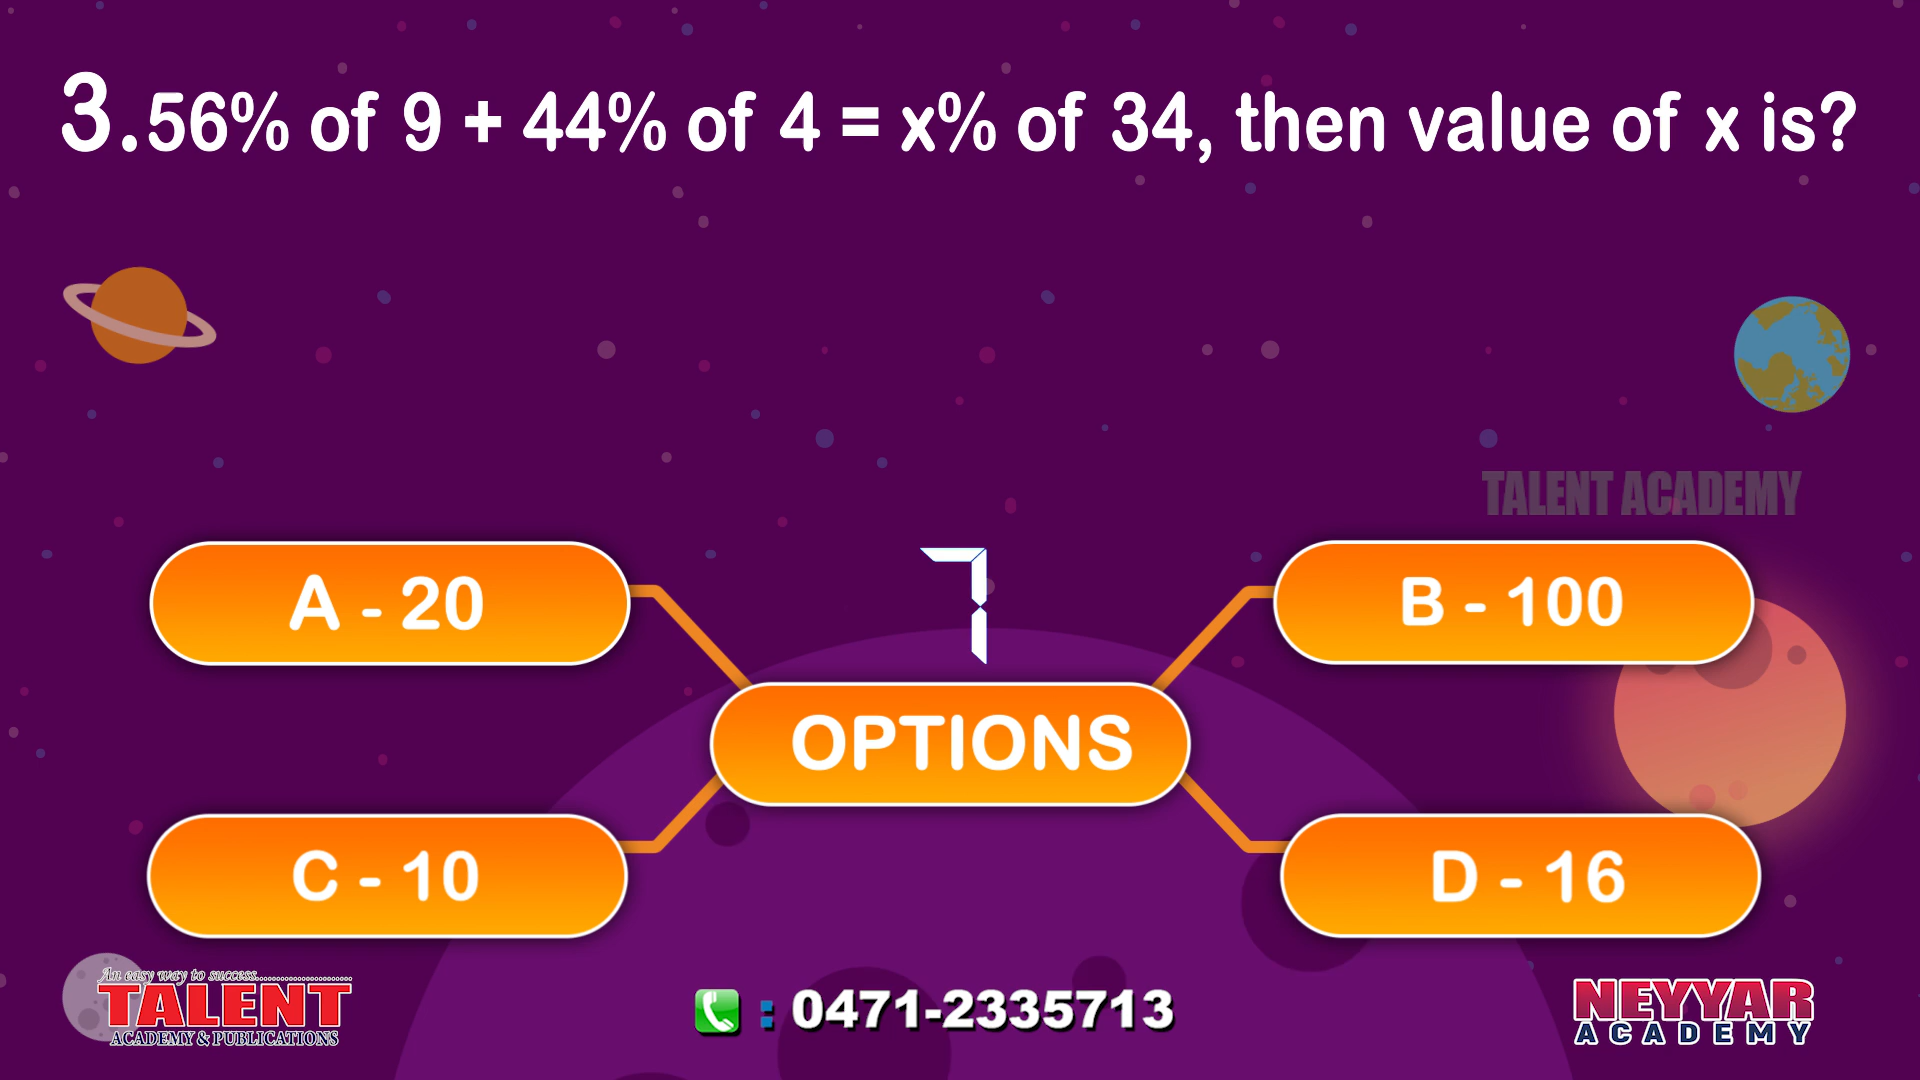 3.56% of 9 + 44% of 4 = x% of 34, then value of x is?
TALENT ACADEMY
A - 20
7
B - 100
OPTIONS
C - 10
D - 16
An easy way to success......................
TALENT
ACADEMY & PUBLICATIONS
: 0471-2335713
NEYYAR
ACADEMY